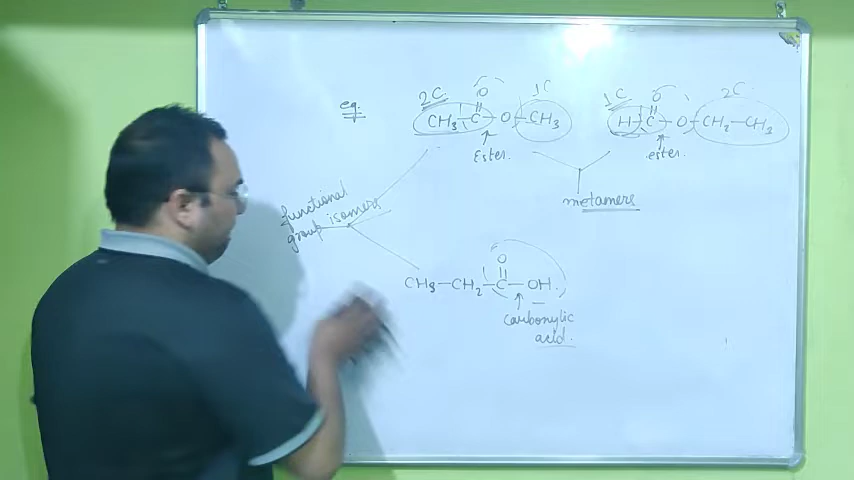 eg.
2C. O 1C
CH3-C-O-CH3
Ester.
1C O 2C.
H-C-O-CH2-CH3
ester.
metamers
functional
group isomers
O
CH3-CH2-C-OH.
carbonylic
acid.